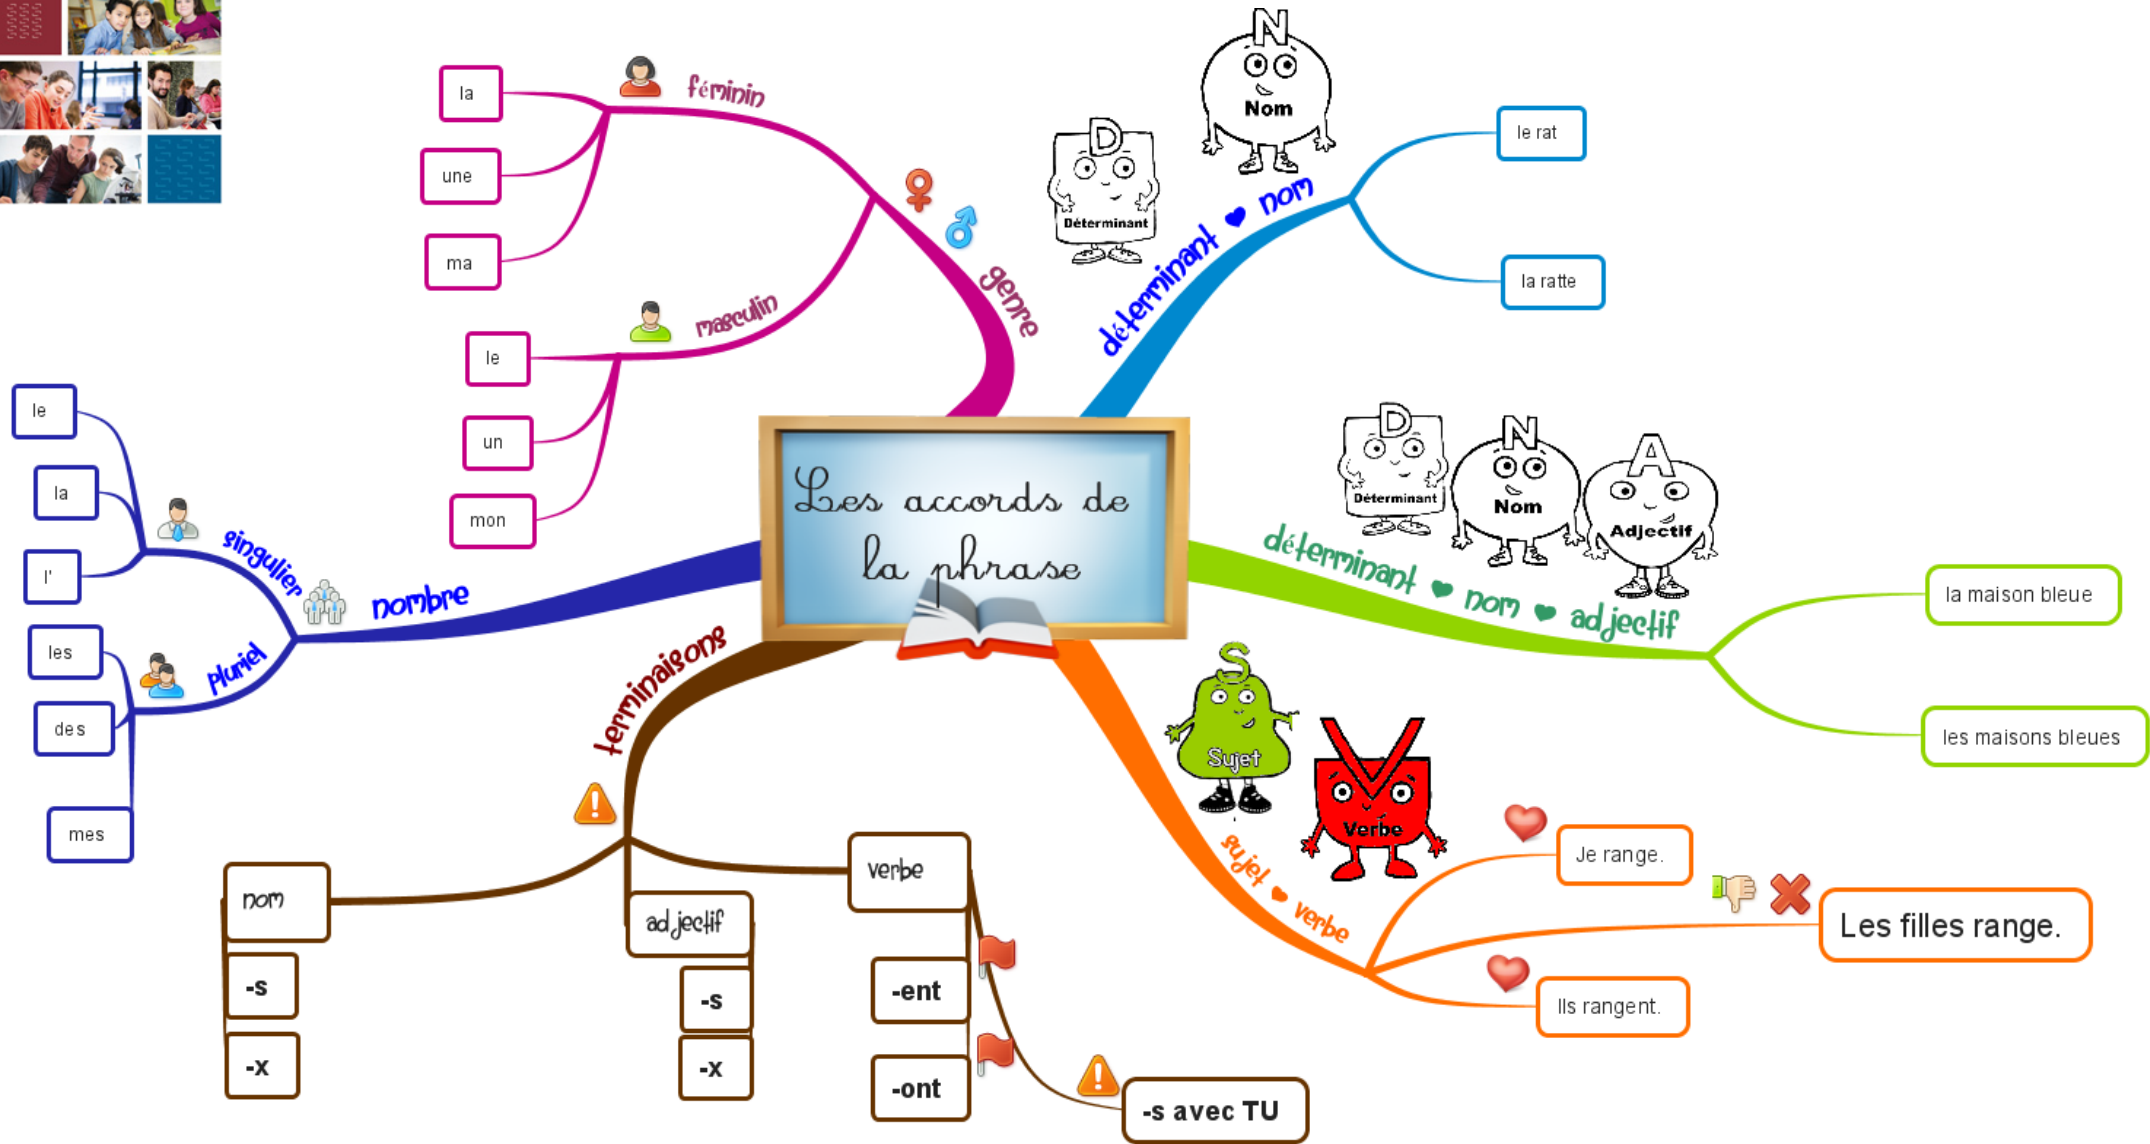 Les accords de
la phrase
genre
féminin
la
une
ma
masculin
le
un
mon
nombre
singulier
le
la
l'
pluriel
les
des
mes
terminaisons
nom
-s
-x
adjectif
-s
-x
verbe
-ent
-ont
-s avec TU
D
Déterminant
N
Nom
déterminant ♥ nom
le rat
la ratte
D
Déterminant
N
Nom
A
Adjectif
déterminant ♥ nom ♥ adjectif
la maison bleue
les maisons bleues
S
Sujet
V
Verbe
sujet ♥ verbe
Je range.
Les filles range.
Ils rangent.